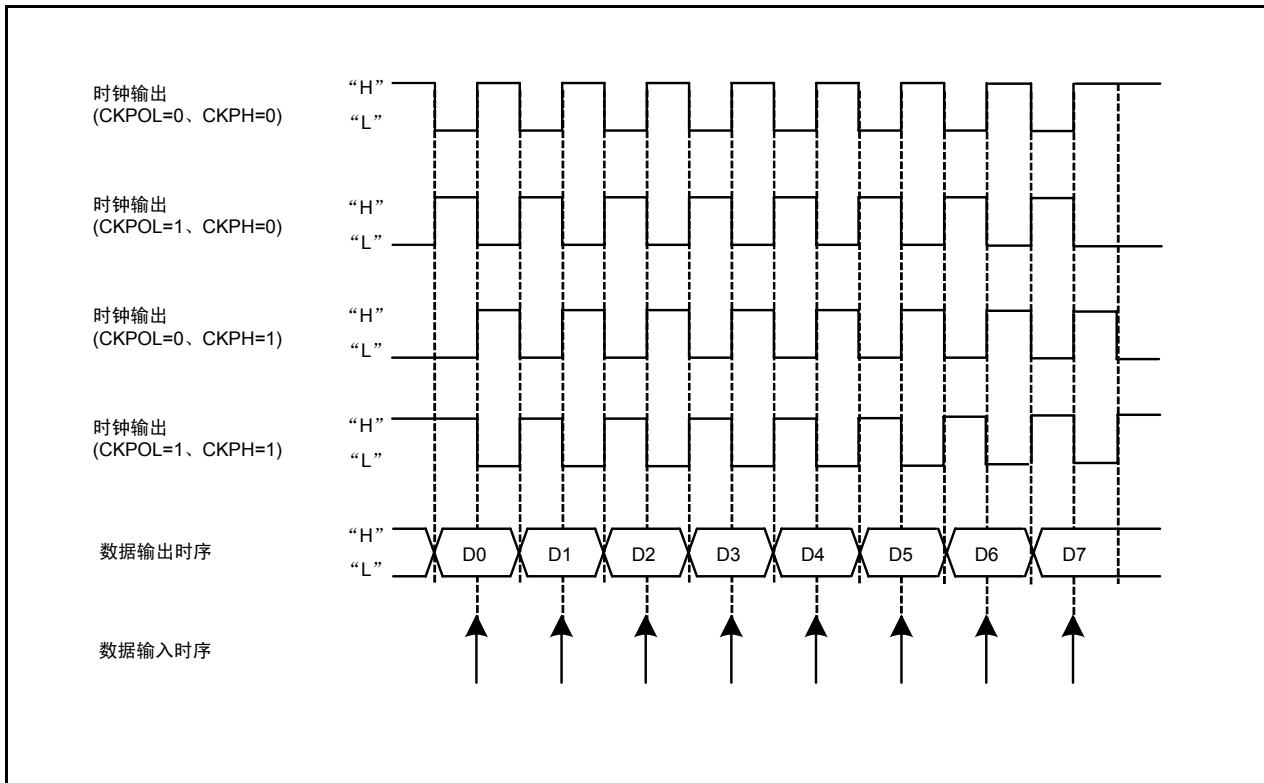 时钟输出
(CKPOL=0、CKPH=0)
“H”
“L”
时钟输出
(CKPOL=1、CKPH=0)
“H”
“L”
时钟输出
(CKPOL=0、CKPH=1)
“H”
“L”
时钟输出
(CKPOL=1、CKPH=1)
“H”
“L”
数据输出时序
“H”
“L”
D0 D1 D2 D3 D4 D5 D6 D7
数据输入时序